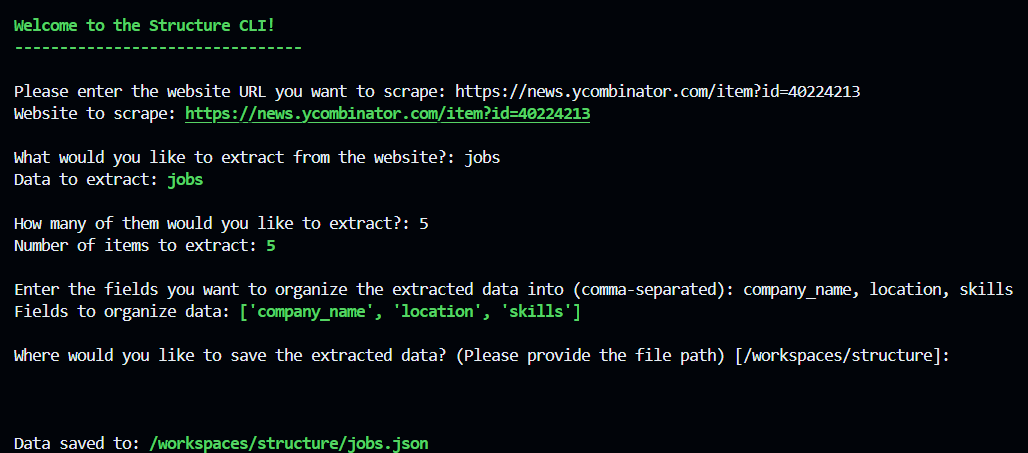 Welcome to the Structure CLI!
--------------------------------
Please enter the website URL you want to scrape: https://news.ycombinator.com/item?id=40224213
Website to scrape: https://news.ycombinator.com/item?id=40224213
What would you like to extract from the website?: jobs
Data to extract: jobs
How many of them would you like to extract?: 5
Number of items to extract: 5
Enter the fields you want to organize the extracted data into (comma-separated): company_name, location, skills
Fields to organize data: ['company_name', 'location', 'skills']
Where would you like to save the extracted data? (Please provide the file path) [/workspaces/structure]:
Data saved to: /workspaces/structure/jobs.json